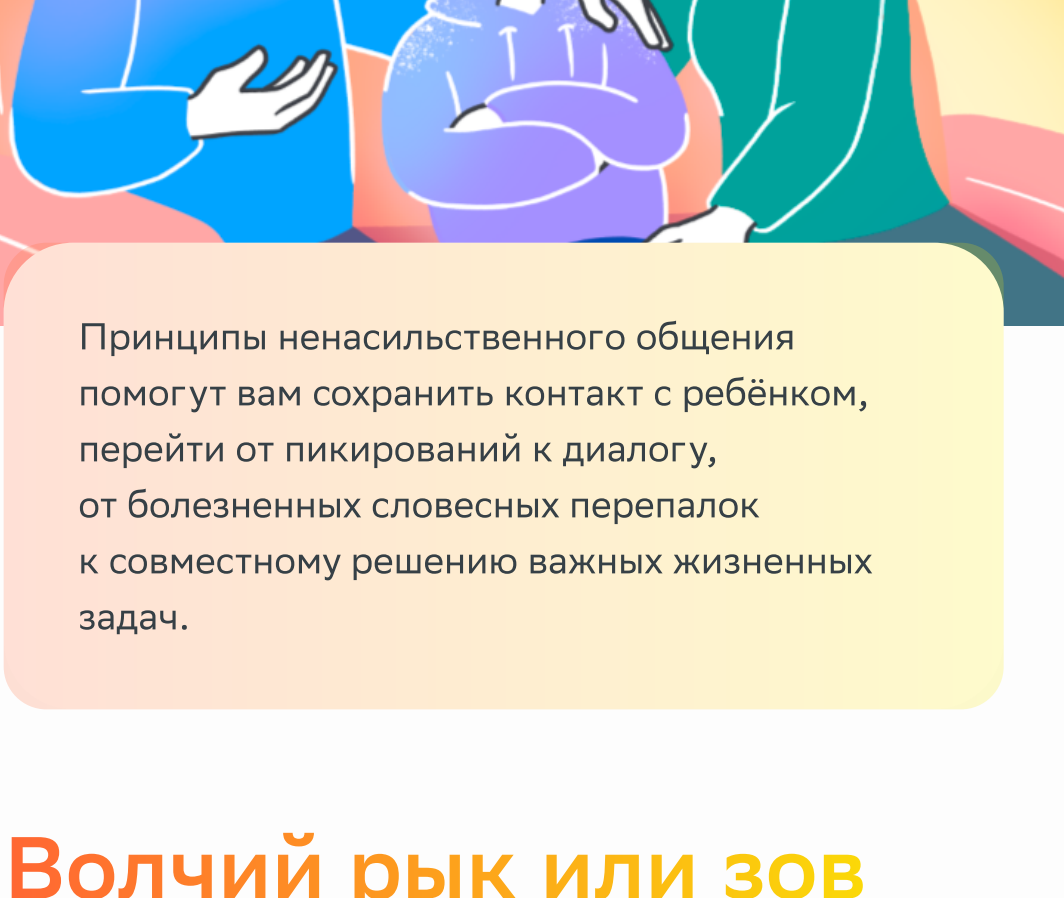 Принципы ненасильственного общения
помогут вам сохранить контакт с ребёнком,
перейти от пикирований к диалогу,
от болезненных словесных перепалок
к совместному решению важных жизненных
задач.
Волчий рык или зов